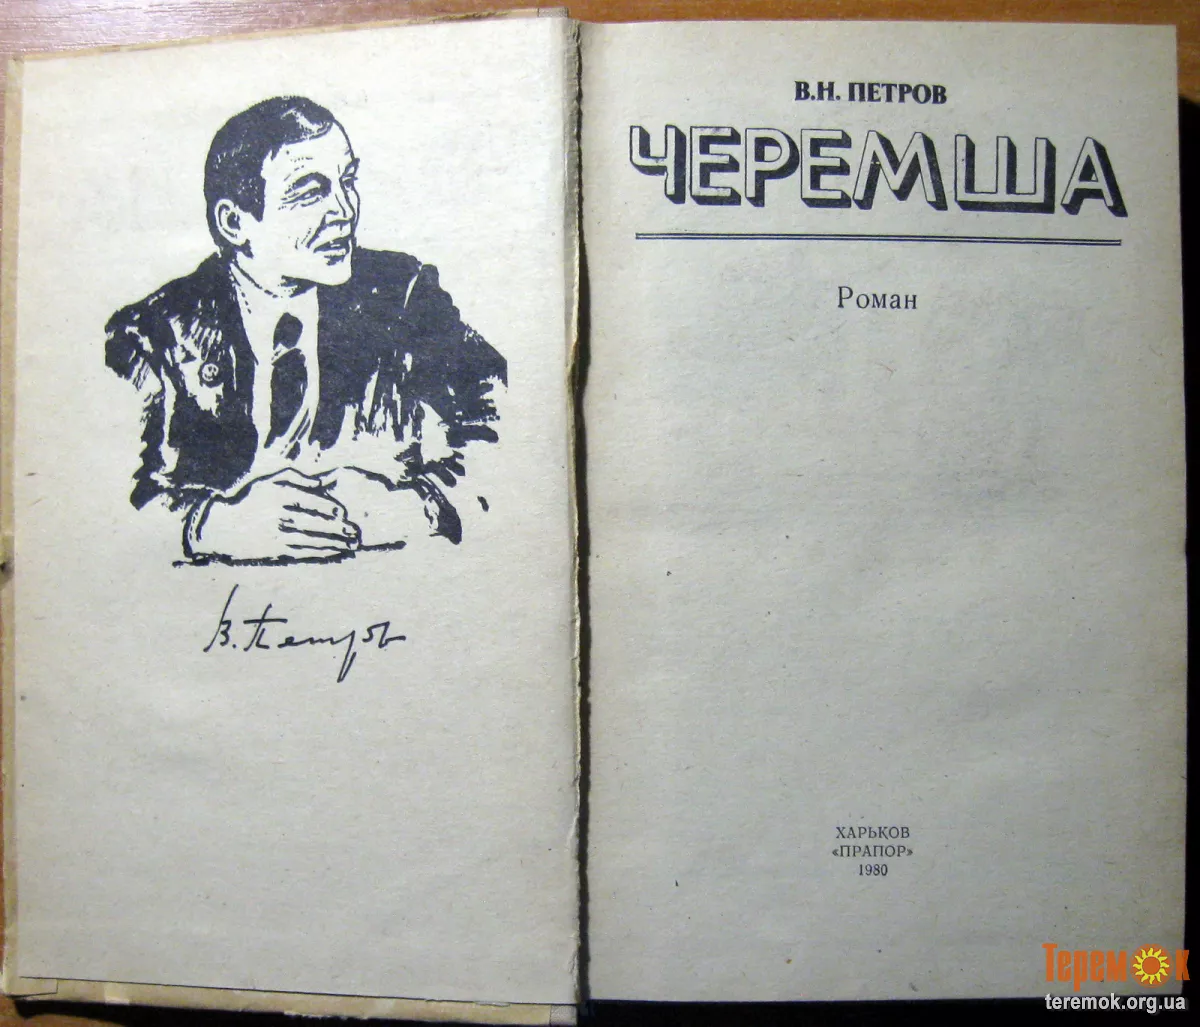 В. Петров
В.Н. ПЕТРОВ
ЧЕРЕМША
Роман
ХАРЬКОВ
«ПРАПОР»
1980
Теремок
teremok.org.ua